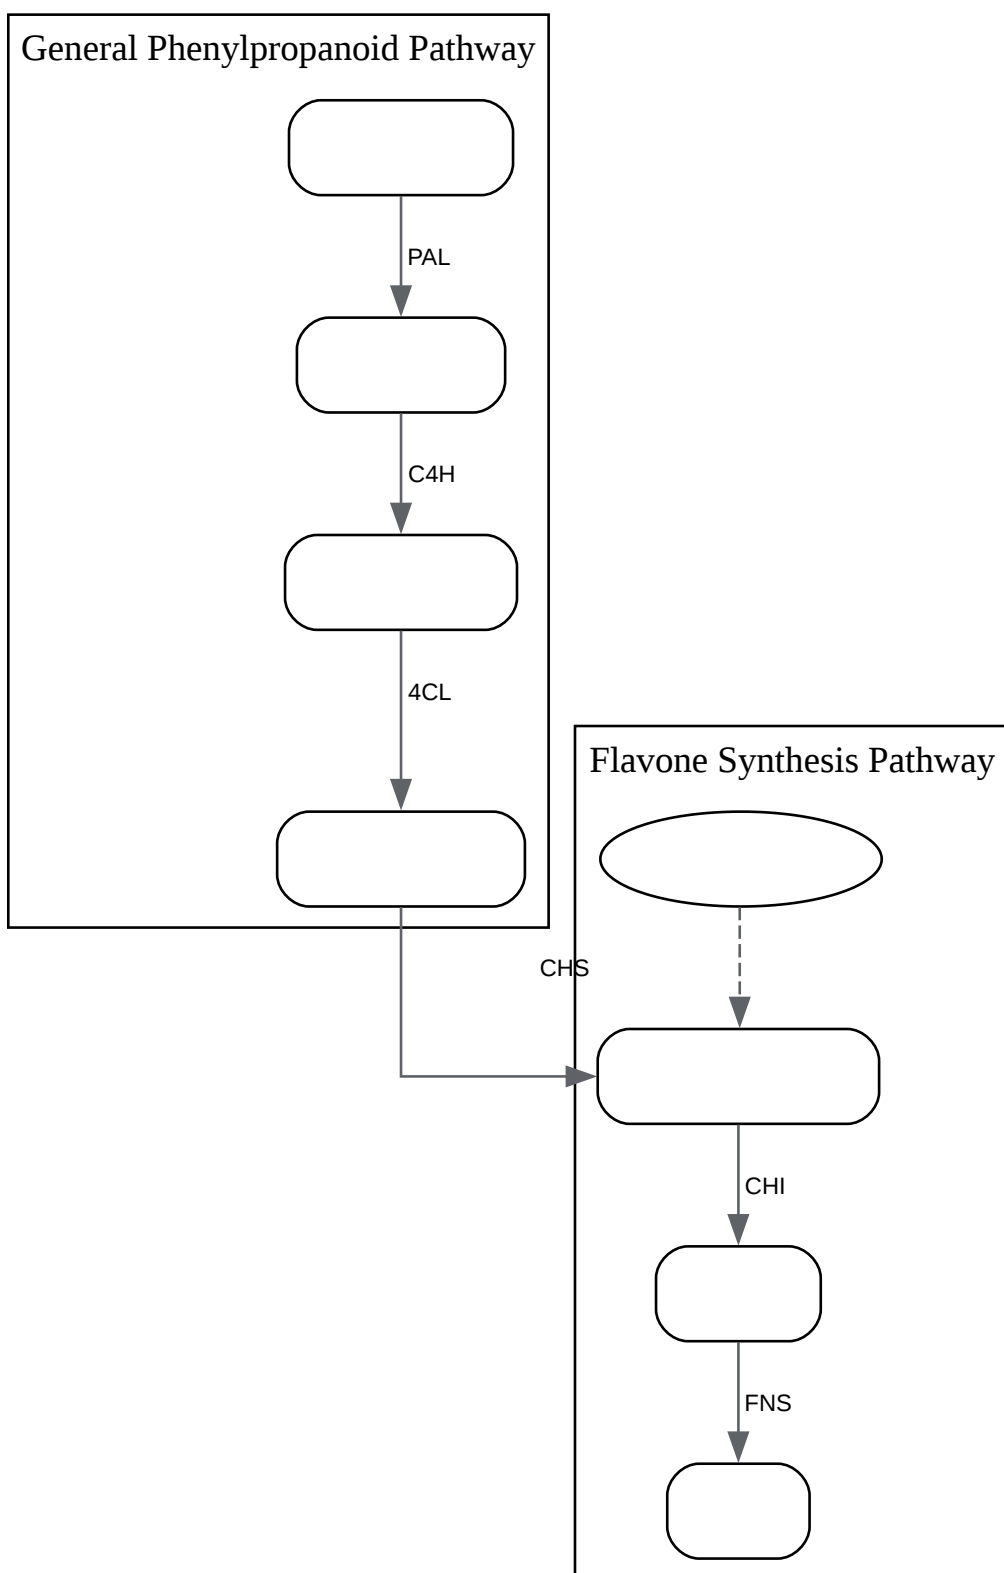 General Phenylpropanoid Pathway
PAL
C4H
4CL
Flavone Synthesis Pathway
CHS
CHI
FNS